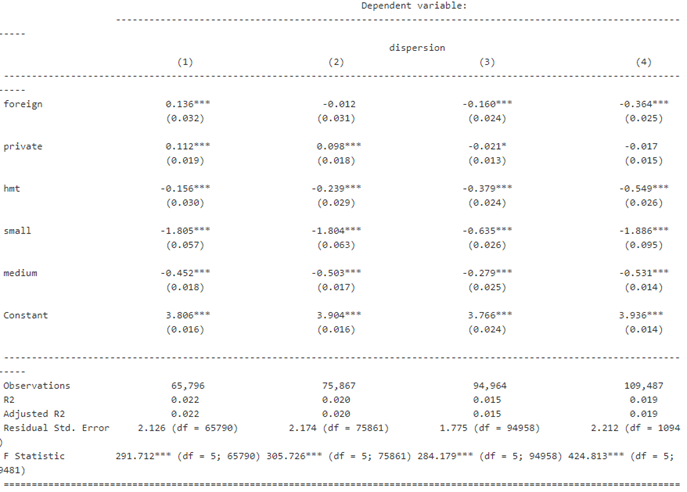 Dependent variable:
-----
dispersion
(1) (2) (3) (4)
-----
foreign 0.136*** -0.012 -0.160*** -0.364***
(0.032) (0.031) (0.024) (0.025)
private 0.112*** 0.098*** -0.021* -0.017
(0.019) (0.018) (0.013) (0.015)
hmt -0.156*** -0.239*** -0.379*** -0.549***
(0.030) (0.029) (0.024) (0.026)
small -1.805*** -1.804*** -0.635*** -1.886***
(0.057) (0.063) (0.026) (0.095)
medium -0.452*** -0.503*** -0.279*** -0.531***
(0.018) (0.017) (0.025) (0.014)
Constant 3.806*** 3.904*** 3.766*** 3.936***
(0.016) (0.016) (0.024) (0.014)
-----
Observations 65,796 75,867 94,964 109,487
R2 0.022 0.020 0.015 0.019
Adjusted R2 0.022 0.020 0.015 0.019
Residual Std. Error 2.126 (df = 65790) 2.174 (df = 75861) 1.775 (df = 94958) 2.212 (df = 1094
)
F Statistic 291.712*** (df = 5; 65790) 305.726*** (df = 5; 75861) 284.179*** (df = 5; 94958) 424.813*** (df = 5;
9481)